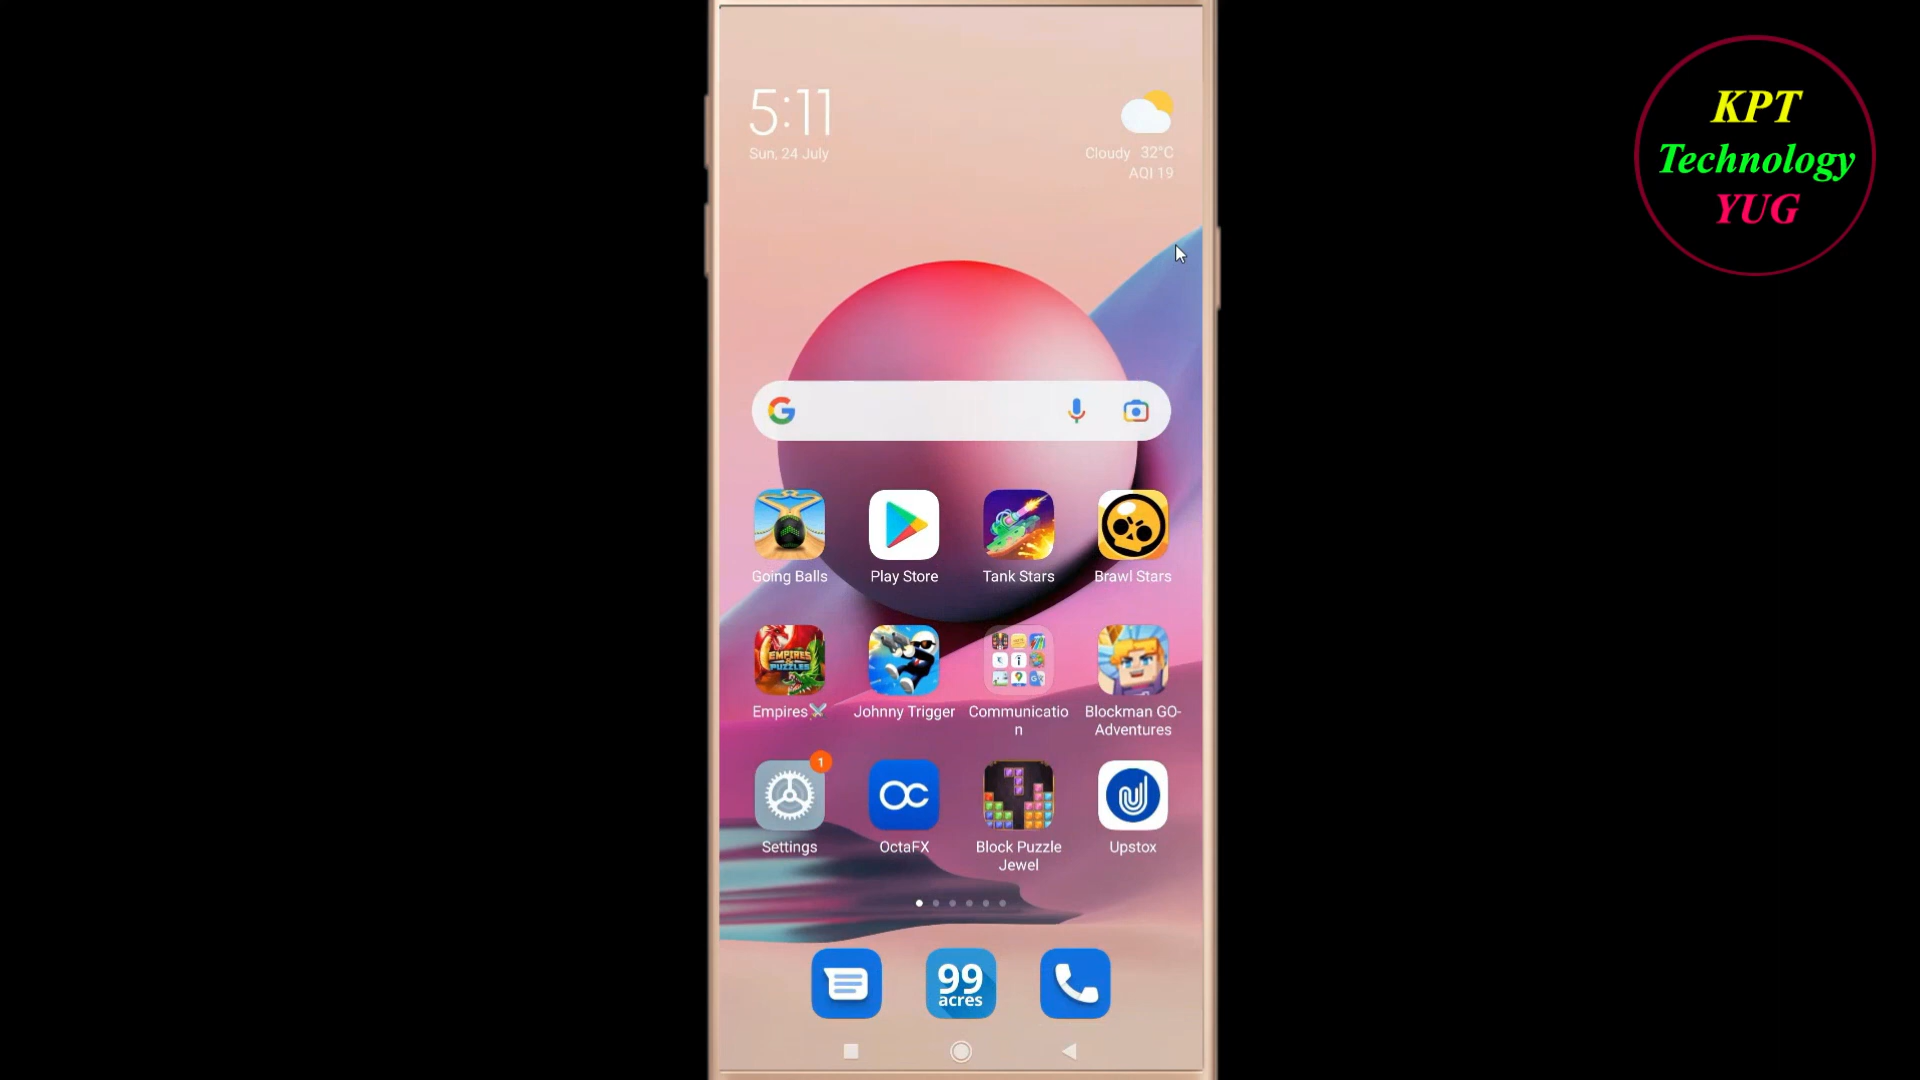 5:11
Sun, 24 July
Cloudy 32°C
AQI 19
KPT
Technology
YUG
Going Balls
Play Store
Tank Stars
Brawl Stars
EMPIRES
PUZZLES
Empires
Johnny Trigger
Communicatio
n
Blockman GO-
Adventures
1
Settings
OctaFX
Block Puzzle
Jewel
Upstox
99
acres